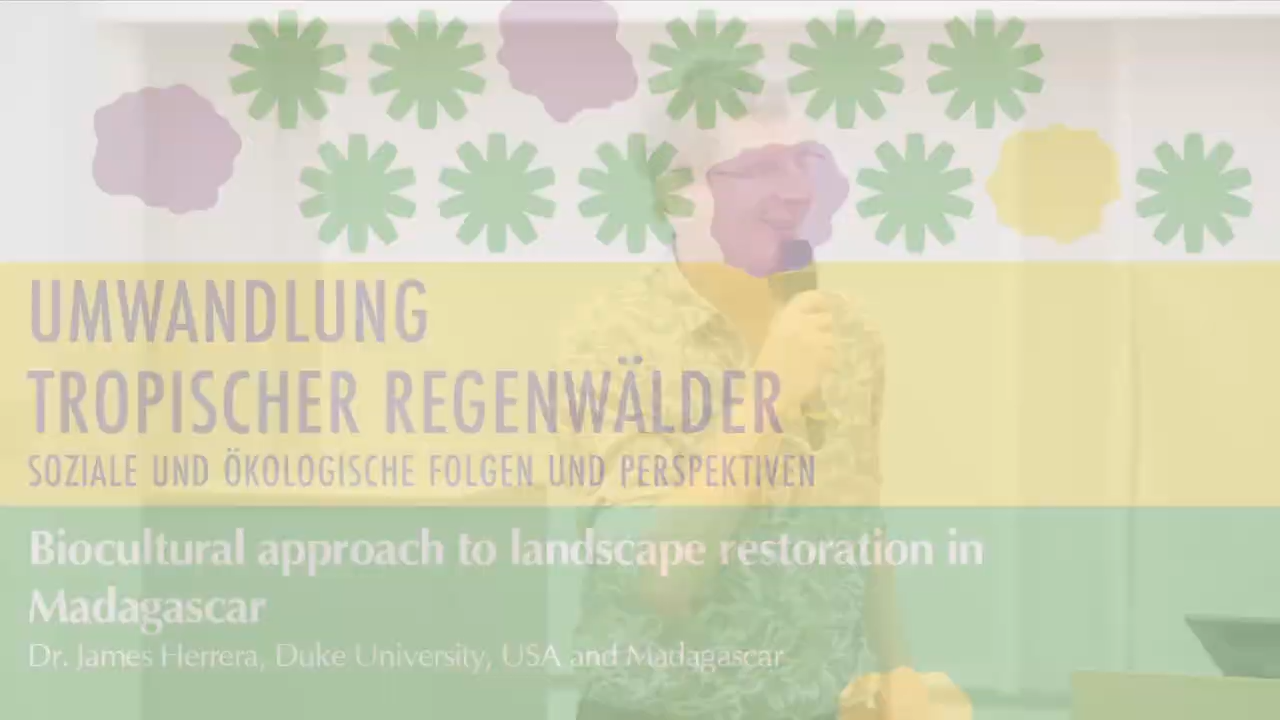 UMWANDLUNG
TROPISCHER REGENWÄLDER
SOZIALE UND ÖKOLOGISCHE FOLGEN UND PERSPEKTIVEN
Biocultural approach to landscape restoration in
Madagascar
Dr. James Herrera, Duke University, USA and Madagascar